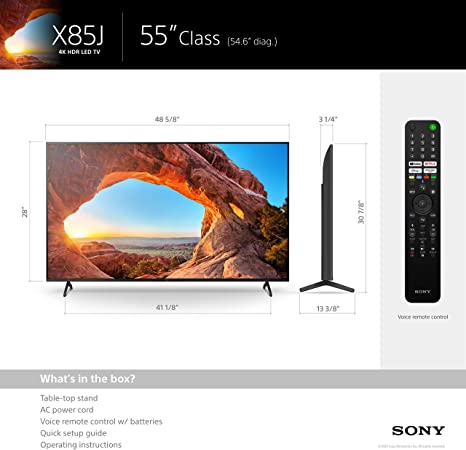 X85J
4K HDR LED TV
55” Class (54.6” diag.)
48 5/8"
3 1/4"
28"
30 7/8"
41 1/8"
13 3/8"
SONY
Voice remote control
What's in the box?
Table-top stand
AC power cord
Voice remote control w/ batteries
Quick setup guide
Operating instructions
SONY